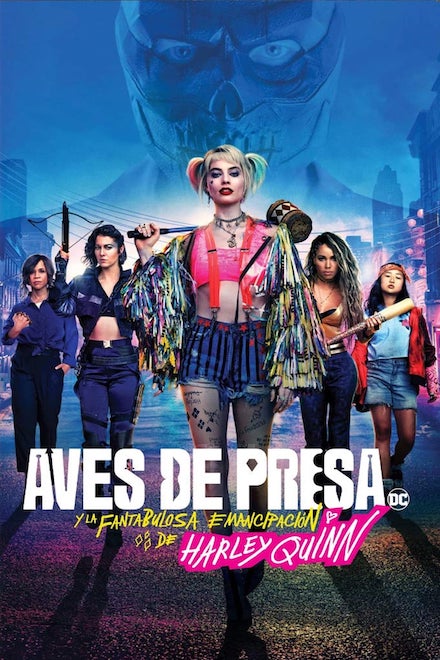 AVES DE PRESA
DC
Y LA FANTABULOSA EMANCIPACIÓN
DE
HARLEY QUINN